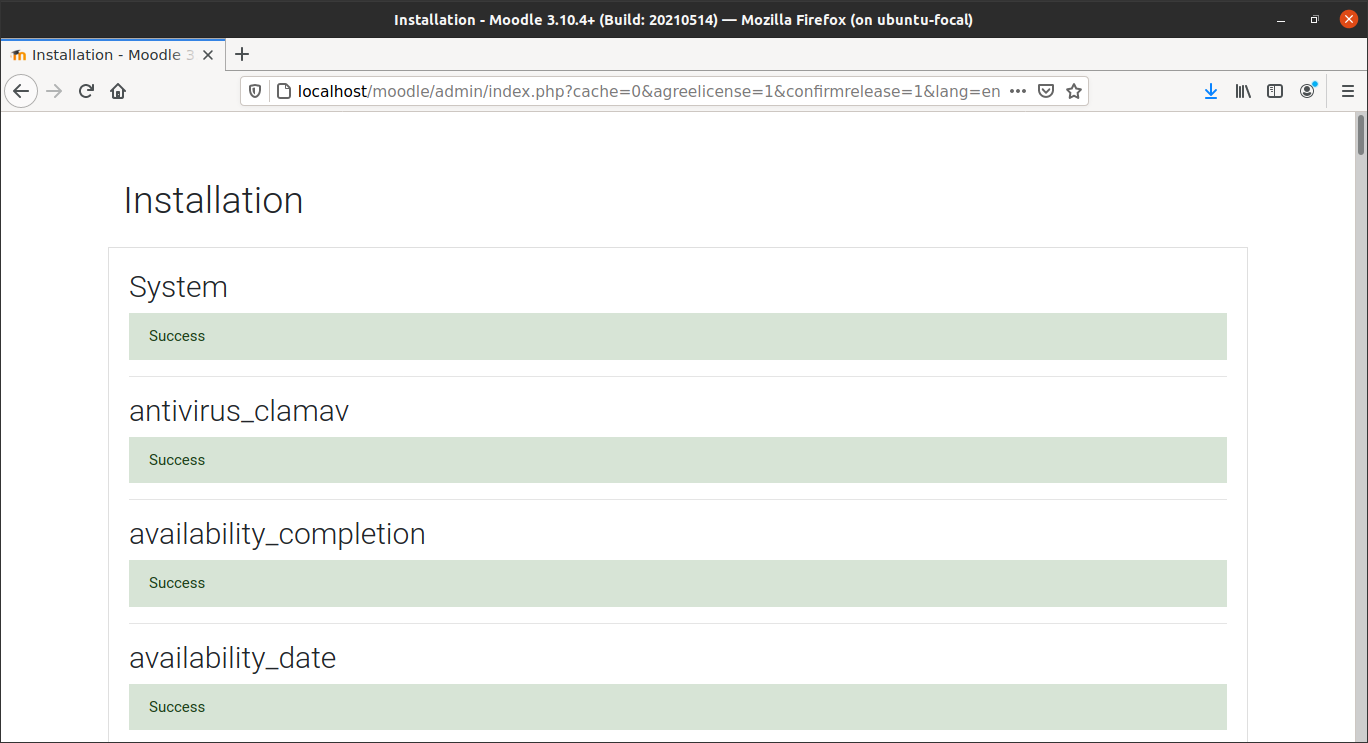 Installation - Moodle 3.10.4+ (Build: 20210514) — Mozilla Firefox (on ubuntu-focal)
Installation - Moodle 3
localhost/moodle/admin/index.php?cache=0&agreelicense=1&confirmrelease=1&lang=en
Installation
System
Success
antivirus_clamav
Success
availability_completion
Success
availability_date
Success